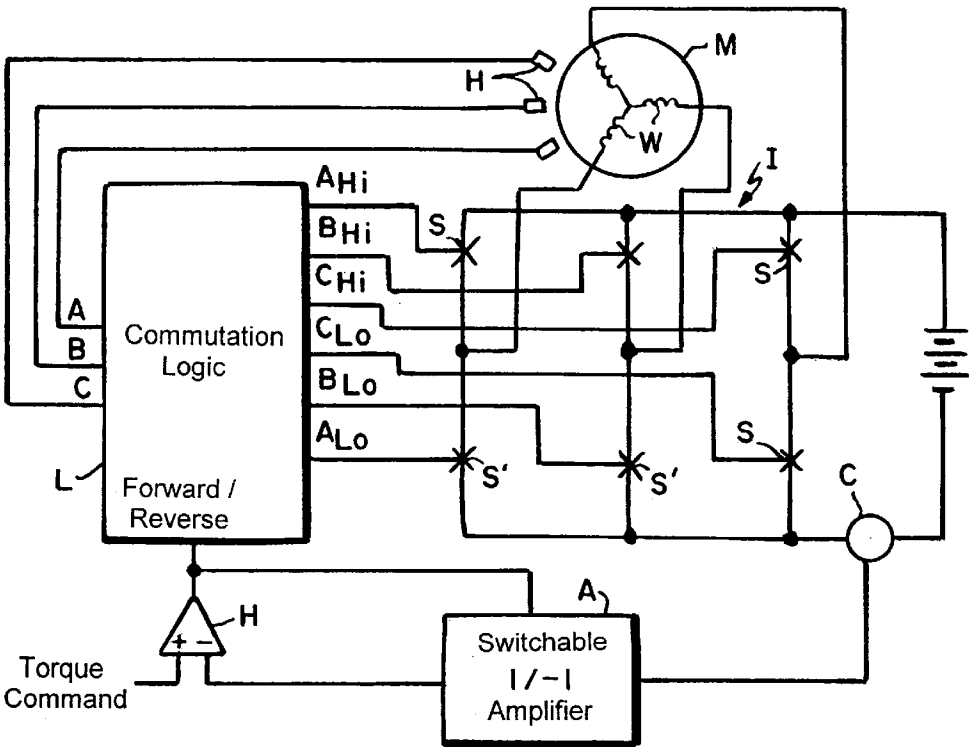 M
H
W
I
A Hi
S
B Hi
C Hi
S
A
Commutation
Logic
C Lo
B
B Lo
C
A Lo
S
L
S'
S'
C
Forward /
Reverse
H
A
+ -
Switchable
1/-1
Amplifier
Torque
Command